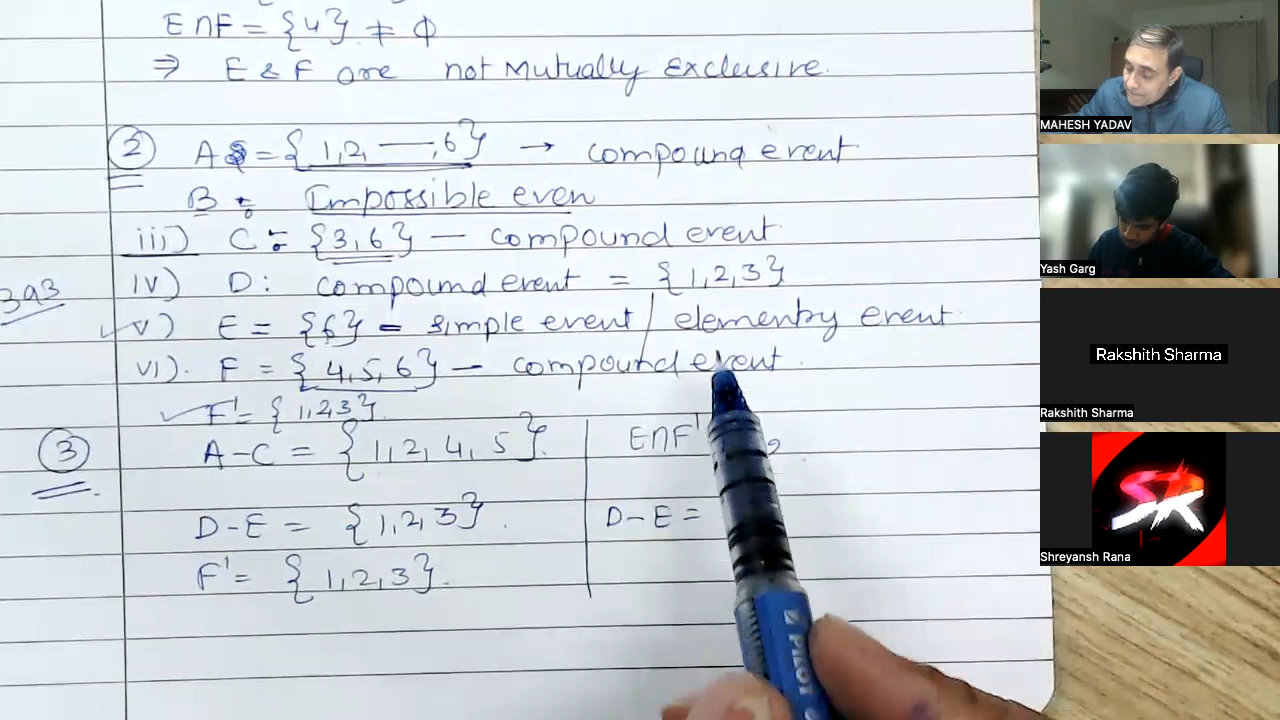 E∩F = {4} ≠ ϕ
⇒ E & F are not Mutually Exclusive.
② A = {1,2, —,6} → compound event
B : Impossible even
iii) C = {3,6} — compound event
iv) D: compound event = {1,2,3}
v) E = {6} - simple event / elementry event
vi). F = {4,5,6} — compound event.
F' = {1,2,3}
③ A-C = {1,2,4,5}.
E∩F'
D-E = {1,2,3}.
D-E =
F' = {1,2,3}.
PILOT
MAHESH YADAV
Yash Garg
Rakshith Sharma
Rakshith Sharma
SR
Shreyansh Rana